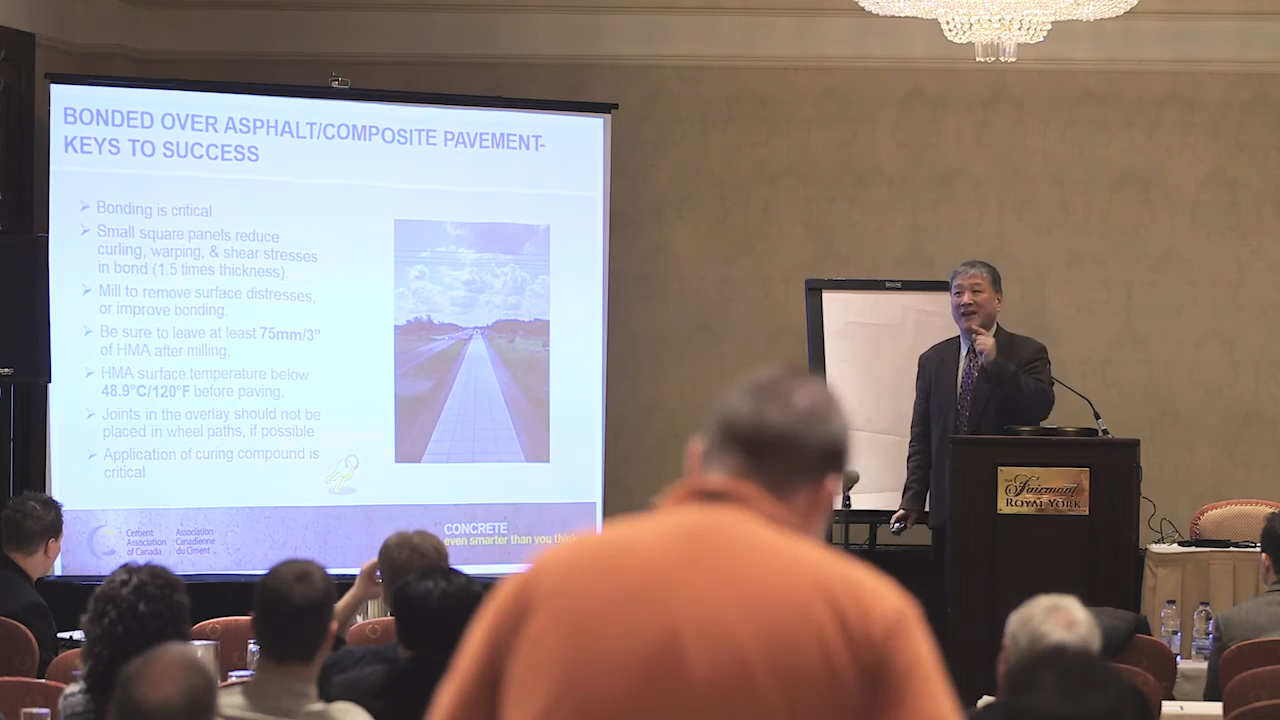 BONDED OVER ASPHALT/COMPOSITE PAVEMENT-
KEYS TO SUCCESS
Bonding is critical
Small square panels reduce
curling, warping, & shear stresses
in bond (1.5 times thickness).
Mill to remove surface distresses,
or improve bonding.
Be sure to leave at least 75mm/3"
of HMA after milling.
HMA surface temperature below
48.9°C/120°F before paving.
Joints in the overlay should not be
placed in wheel paths, if possible
Application of curing compound is
critical
Cement
Association
of Canada
Association
Canadienne
du Ciment
CONCRETE
even smarter than you think
Fairmont
ROYAL YORK